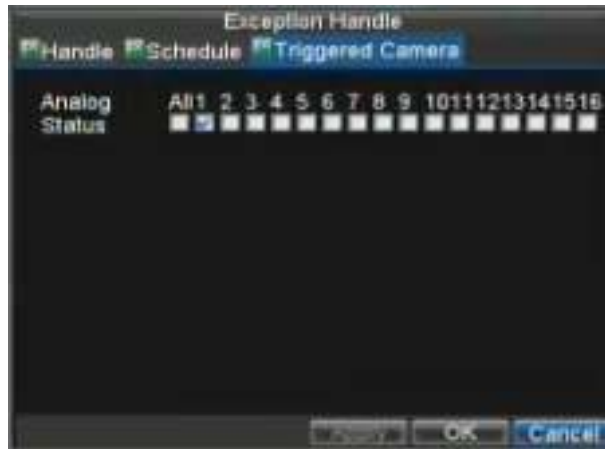 Exception Handle
Handle Schedule Triggered Camera
Analog All 1 2 3 4 5 6 7 8 9 10 11 12 13 14 15 16
Status
Apply OK Cancel